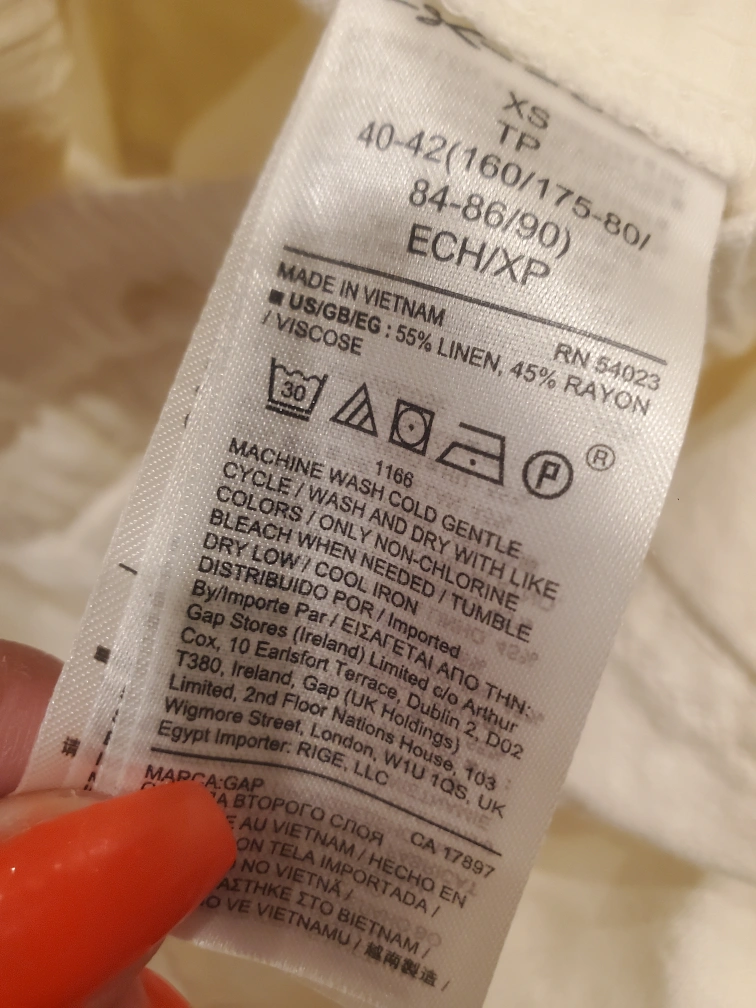 XS
TP
40-42(160/175-80/
84-86/90)
ECH/XP
MADE IN VIETNAM
RN 54023
■ US/GB/EG : 55% LINEN, 45% RAYON
/ VISCOSE
30
P
®
1166
MACHINE WASH COLD GENTLE
CYCLE / WASH AND DRY WITH LIKE
COLORS / ONLY NON-CHLORINE
BLEACH WHEN NEEDED / TUMBLE
DRY LOW / COOL IRON
DISTRIBUIDO POR / Imported
By/Importe Par / ΕΙΣΑΓΕΤΑΙ ΑΠΟ ΤΗΝ:
Gap Stores (Ireland) Limited c/o Arthur
Cox, 10 Earlsfort Terrace, Dublin 2, D02
T380, Ireland, Gap (UK Holdings)
Limited, 2nd Floor Nations House, 103
Wigmore Street, London, W1U 1QS, UK
Egypt Importer: RIGE, LLC
MARCA:GAP
ВТОРОГО СЛОЯ
CA 17897
AU VIETNAM / HECHO EN
TELA IMPORTADA /
NO VIETNÃ /
ΣΤΟ ΒΙΕΤΝΑΜ /
VE VIETNAMU / 越南製造 /
请